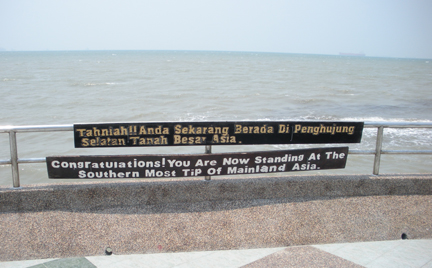 Tahniah!! Anda Sekarang Berada Di Penghujung
Selatan Tanah Besar Asia.
Congratulations! You Are Now Standing At The
Southern Most Tip Of Mainland Asia.